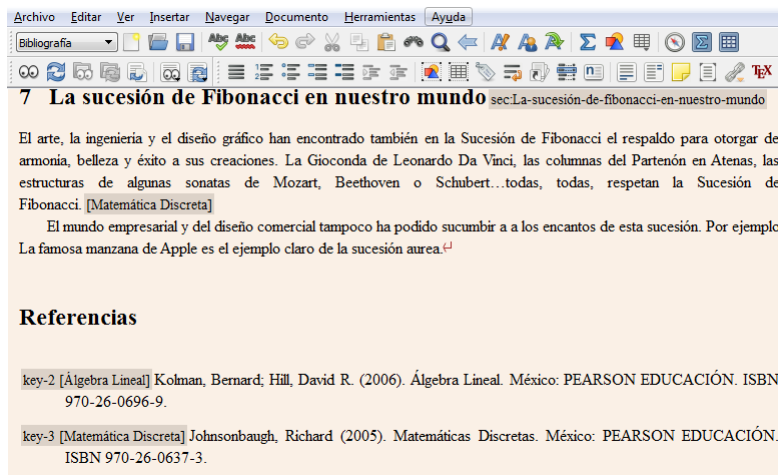 Archivo Editar Ver Insertar Navegar Documento Herramientas Ayuda
Bibliografía
7 La sucesión de Fibonacci en nuestro mundo sec:La-sucesión-de-fibonacci-en-nuestro-mundo
El arte, la ingenieria y el diseño gráfico han encontrado también en la Sucesión de Fibonacci el respaldo para otorgar de
armonia, belleza y éxito a sus creaciones. La Gioconda de Leonardo Da Vinci, las columnas del Partenón en Atenas, las
estructuras de algunas sonatas de Mozart, Beethoven o Schubert…todas, todas, respetan la Sucesión de
Fibonacci. [Matemática Discreta]
El mundo empresarial y del diseño comercial tampoco ha podido sucumbir a a los encantos de esta sucesión. Por ejemplo
La famosa manzana de Apple es el ejemplo claro de la sucesión aurea.
Referencias
key-2 [Álgebra Lineal] Kolman, Bernard; Hill, David R. (2006). Álgebra Lineal. México: PEARSON EDUCACIÓN. ISBN
970-26-0696-9.
key-3 [Matemática Discreta] Johnsonbaugh, Richard (2005). Matemáticas Discretas. México: PEARSON EDUCACIÓN.
ISBN 970-26-0637-3.